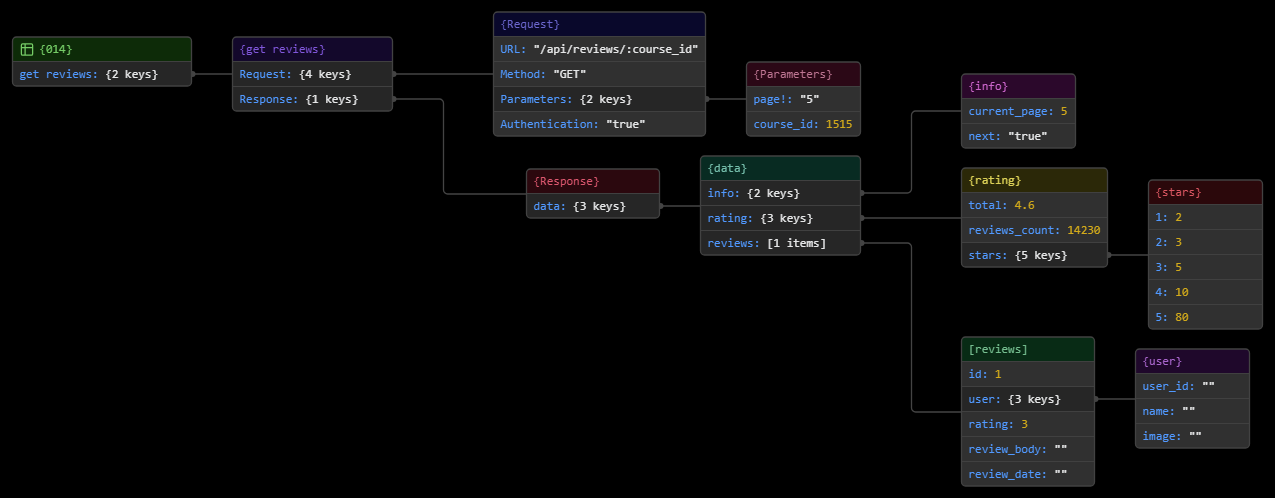 {014}
get reviews: {2 keys}
{get reviews}
Request: {4 keys}
Response: {1 keys}
{Request}
URL: "/api/reviews/:course_id"
Method: "GET"
Parameters: {2 keys}
Authentication: "true"
{Parameters}
page!: "5"
course_id: 1515
{Response}
data: {3 keys}
{data}
info: {2 keys}
rating: {3 keys}
reviews: [1 items]
{info}
current_page: 5
next: "true"
{rating}
total: 4.6
reviews_count: 14230
stars: {5 keys}
{stars}
1: 2
2: 3
3: 5
4: 10
5: 80
[reviews]
id: 1
user: {3 keys}
rating: 3
review_body: ""
review_date: ""
{user}
user_id: ""
name: ""
image: ""